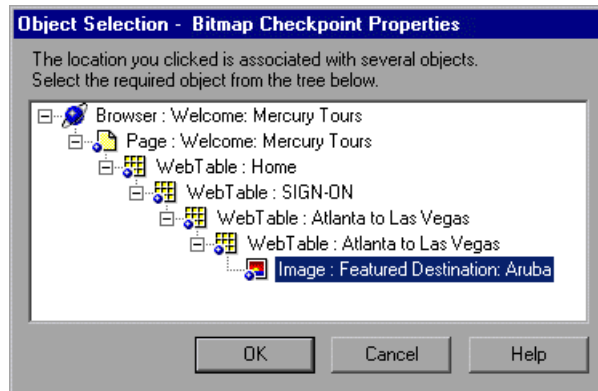 Object Selection - Bitmap Checkpoint Properties
The location you clicked is associated with several objects.
Select the required object from the tree below.
Browser : Welcome: Mercury Tours
Page : Welcome: Mercury Tours
WebTable : Home
WebTable : SIGN-ON
WebTable : Atlanta to Las Vegas
WebTable : Atlanta to Las Vegas
Image : Featured Destination: Aruba
OK Cancel Help